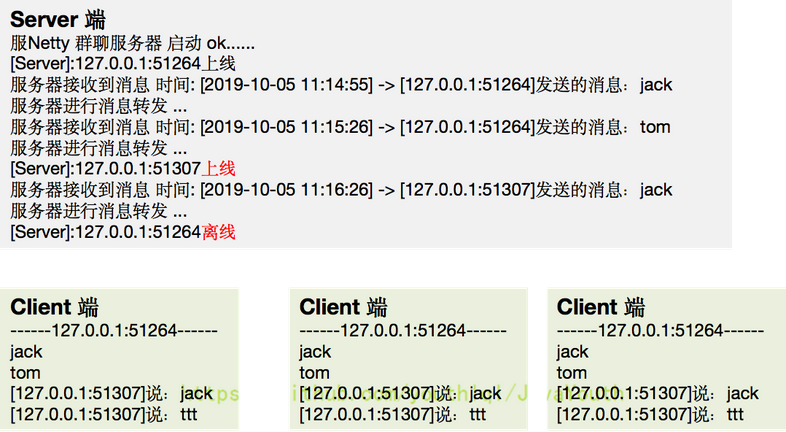 Server 端
服Netty 群聊服务器 启动 ok......
[Server]:127.0.0.1:51264上线
服务器接收到消息 时间: [2019-10-05 11:14:55] -> [127.0.0.1:51264]发送的消息：jack
服务器进行消息转发 ...
服务器接收到消息 时间: [2019-10-05 11:15:26] -> [127.0.0.1:51264]发送的消息：tom
服务器进行消息转发 ...
[Server]:127.0.0.1:51307上线
服务器接收到消息 时间: [2019-10-05 11:16:26] -> [127.0.0.1:51307]发送的消息：jack
服务器进行消息转发 ...
[Server]:127.0.0.1:51264离线
Client 端
------127.0.0.1:51264------
jack
tom
[127.0.0.1:51307]说：jack
[127.0.0.1:51307]说：ttt
Client 端
------127.0.0.1:51264------
jack
tom
[127.0.0.1:51307]说：jack
[127.0.0.1:51307]说：ttt
Client 端
------127.0.0.1:51264------
jack
tom
[127.0.0.1:51307]说：jack
[127.0.0.1:51307]说：ttt